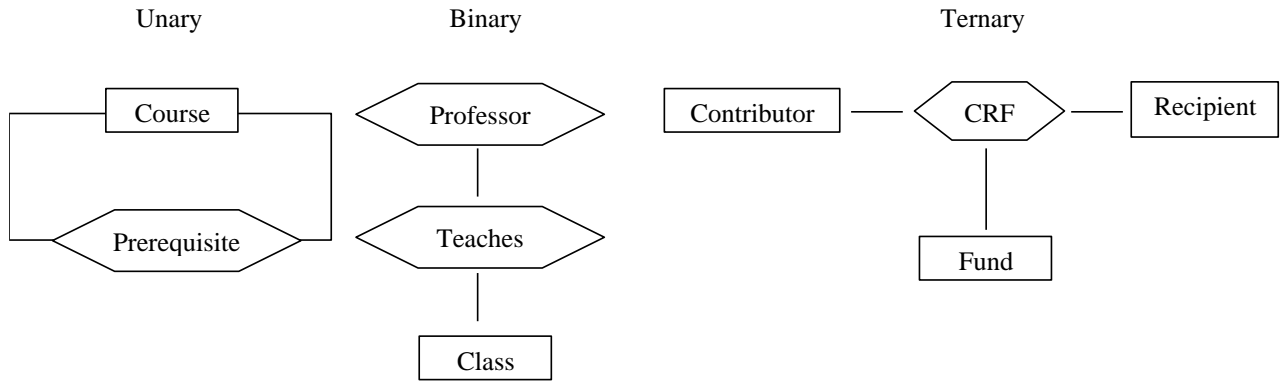 Unary
Binary
Ternary
Course
Professor
Contributor
CRF
Recipient
Prerequisite
Teaches
Fund
Class